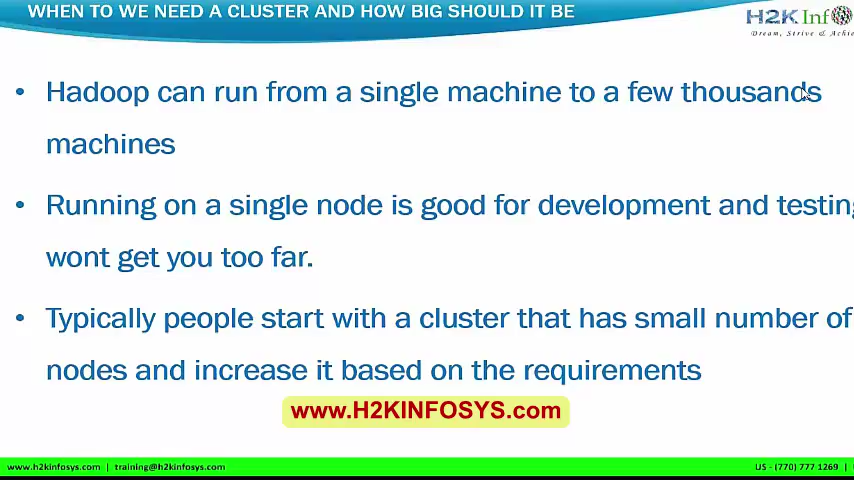 WHEN TO WE NEED A CLUSTER AND HOW BIG SHOULD IT BE
H2K Inf
Dream, Strive & Achie
• Hadoop can run from a single machine to a few thousands
machines
• Running on a single node is good for development and testing
wont get you too far.
• Typically people start with a cluster that has small number of
nodes and increase it based on the requirements
www.H2KINFOSYS.com
www.h2kinfosys.com | training@h2kinfosys.com
US - (770) 777 1269 |